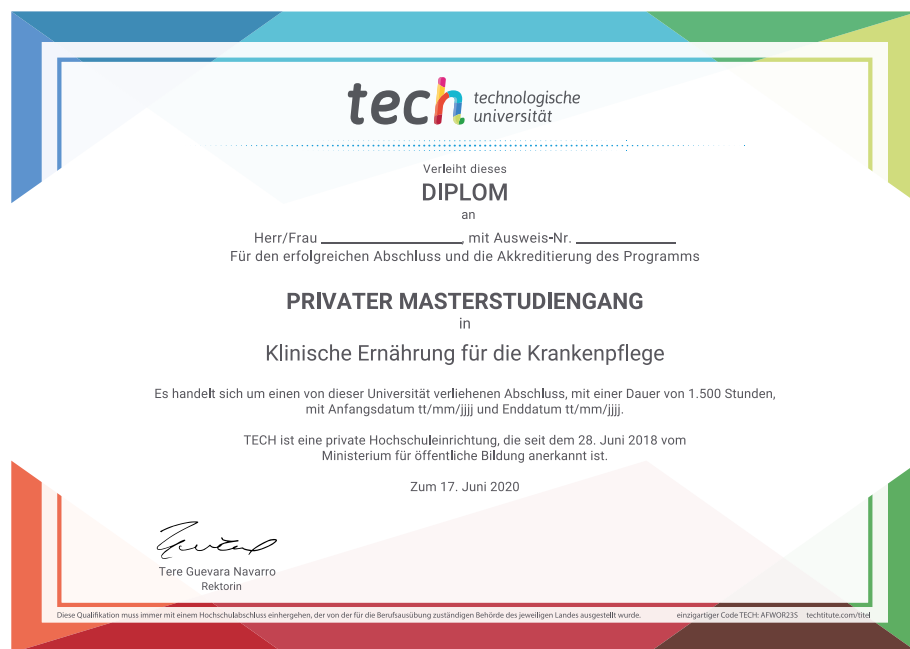 tech technologische
universität
Verleiht dieses
DIPLOM
an
Herr/Frau ____________________, mit Ausweis-Nr. ______________
Für den erfolgreichen Abschluss und die Akkreditierung des Programms
PRIVATER MASTERSTUDIENGANG
in
Klinische Ernährung für die Krankenpflege
Es handelt sich um einen von dieser Universität verliehenen Abschluss, mit einer Dauer von 1.500 Stunden,
mit Anfangsdatum tt/mm/jjjj und Enddatum tt/mm/jjjj.
TECH ist eine private Hochschuleinrichtung, die seit dem 28. Juni 2018 vom
Ministerium für öffentliche Bildung anerkannt ist.
Zum 17. Juni 2020
Tere Guevara Navarro
Rektorin
Diese Qualifikation muss immer mit einem Hochschulabschluss einhergehen, der von der für die Berufsausübung zuständigen Behörde des jeweiligen Landes ausgestellt wurde. einzigartiger Code TECH: AFWOR23S techtitute.com/titel